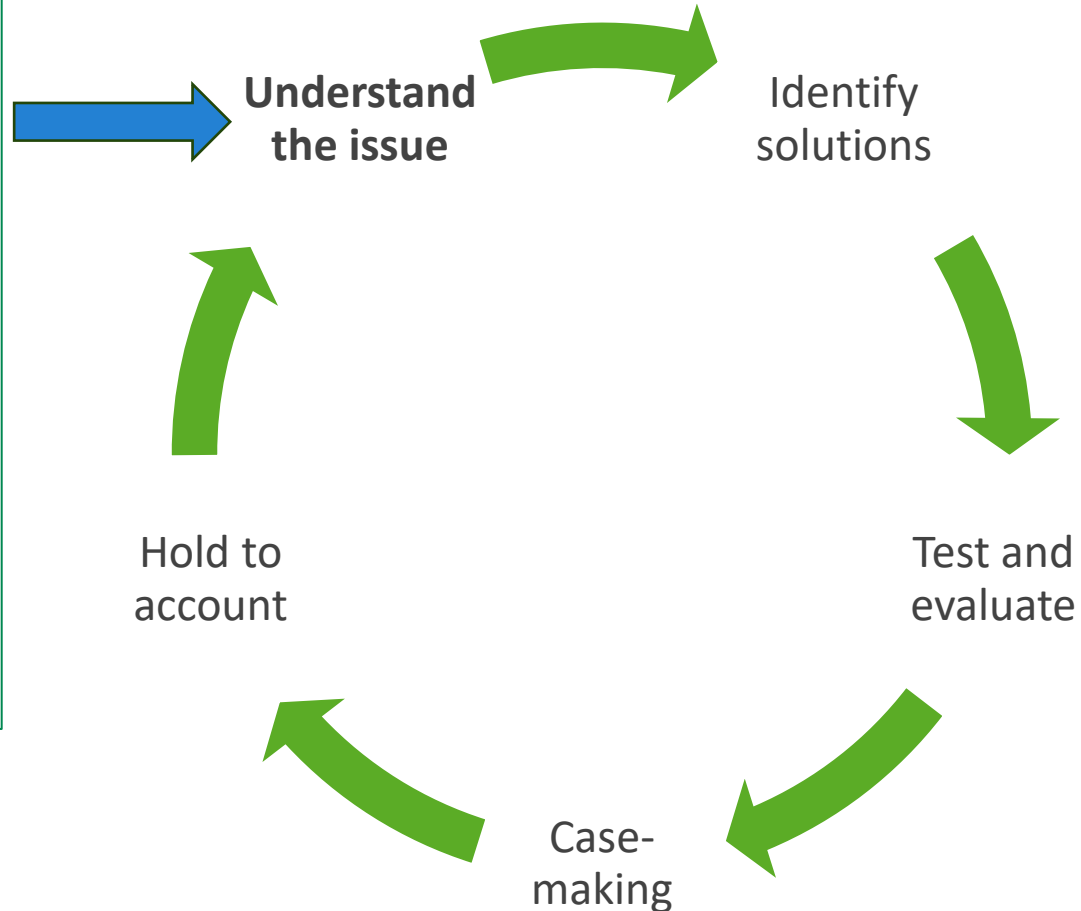 Understand
the issue
Identify
solutions
Test and
evaluate
Case-
making
Hold to
account